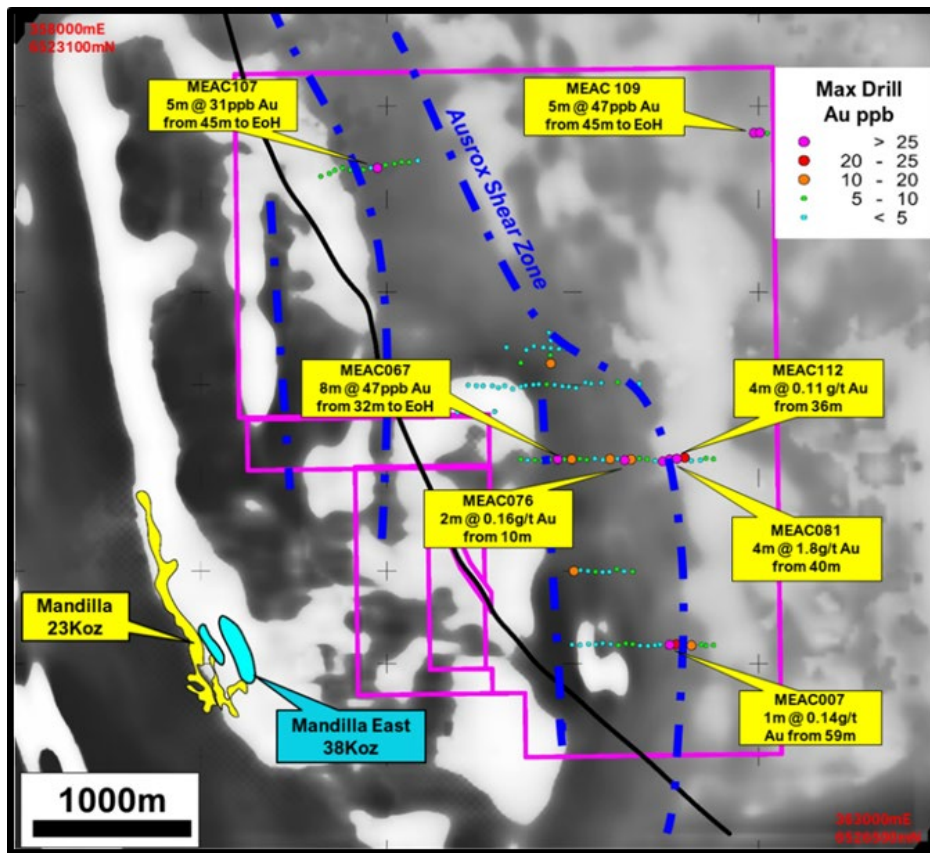 358000mE
6523100mN
MEAC107
5m @ 31ppb Au
from 45m to EoH
MEAC 109
5m @ 47ppb Au
from 45m to EoH
Max Drill
Au ppb
> 25
20 - 25
10 - 20
5 - 10
< 5
Ausrox Shear Zone
MEAC067
8m @ 47ppb Au
from 32m to EoH
MEAC112
4m @ 0.11 g/t Au
from 36m
MEAC076
2m @ 0.16g/t Au
from 10m
MEAC081
4m @ 1.8g/t Au
from 40m
Mandilla
23Koz
Mandilla East
38Koz
MEAC007
1m @ 0.14g/t
Au from 59m
1000m
363000mE